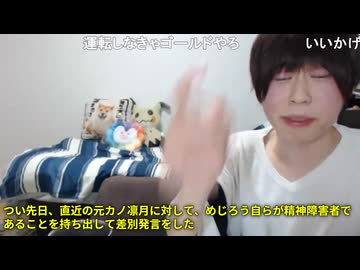 運転しなきゃゴールドやろ
いいかげ
つい先日、直近の元カノ凛月に対して、めじろう自らが精神障害者で
あることを持ち出して差別発言をした